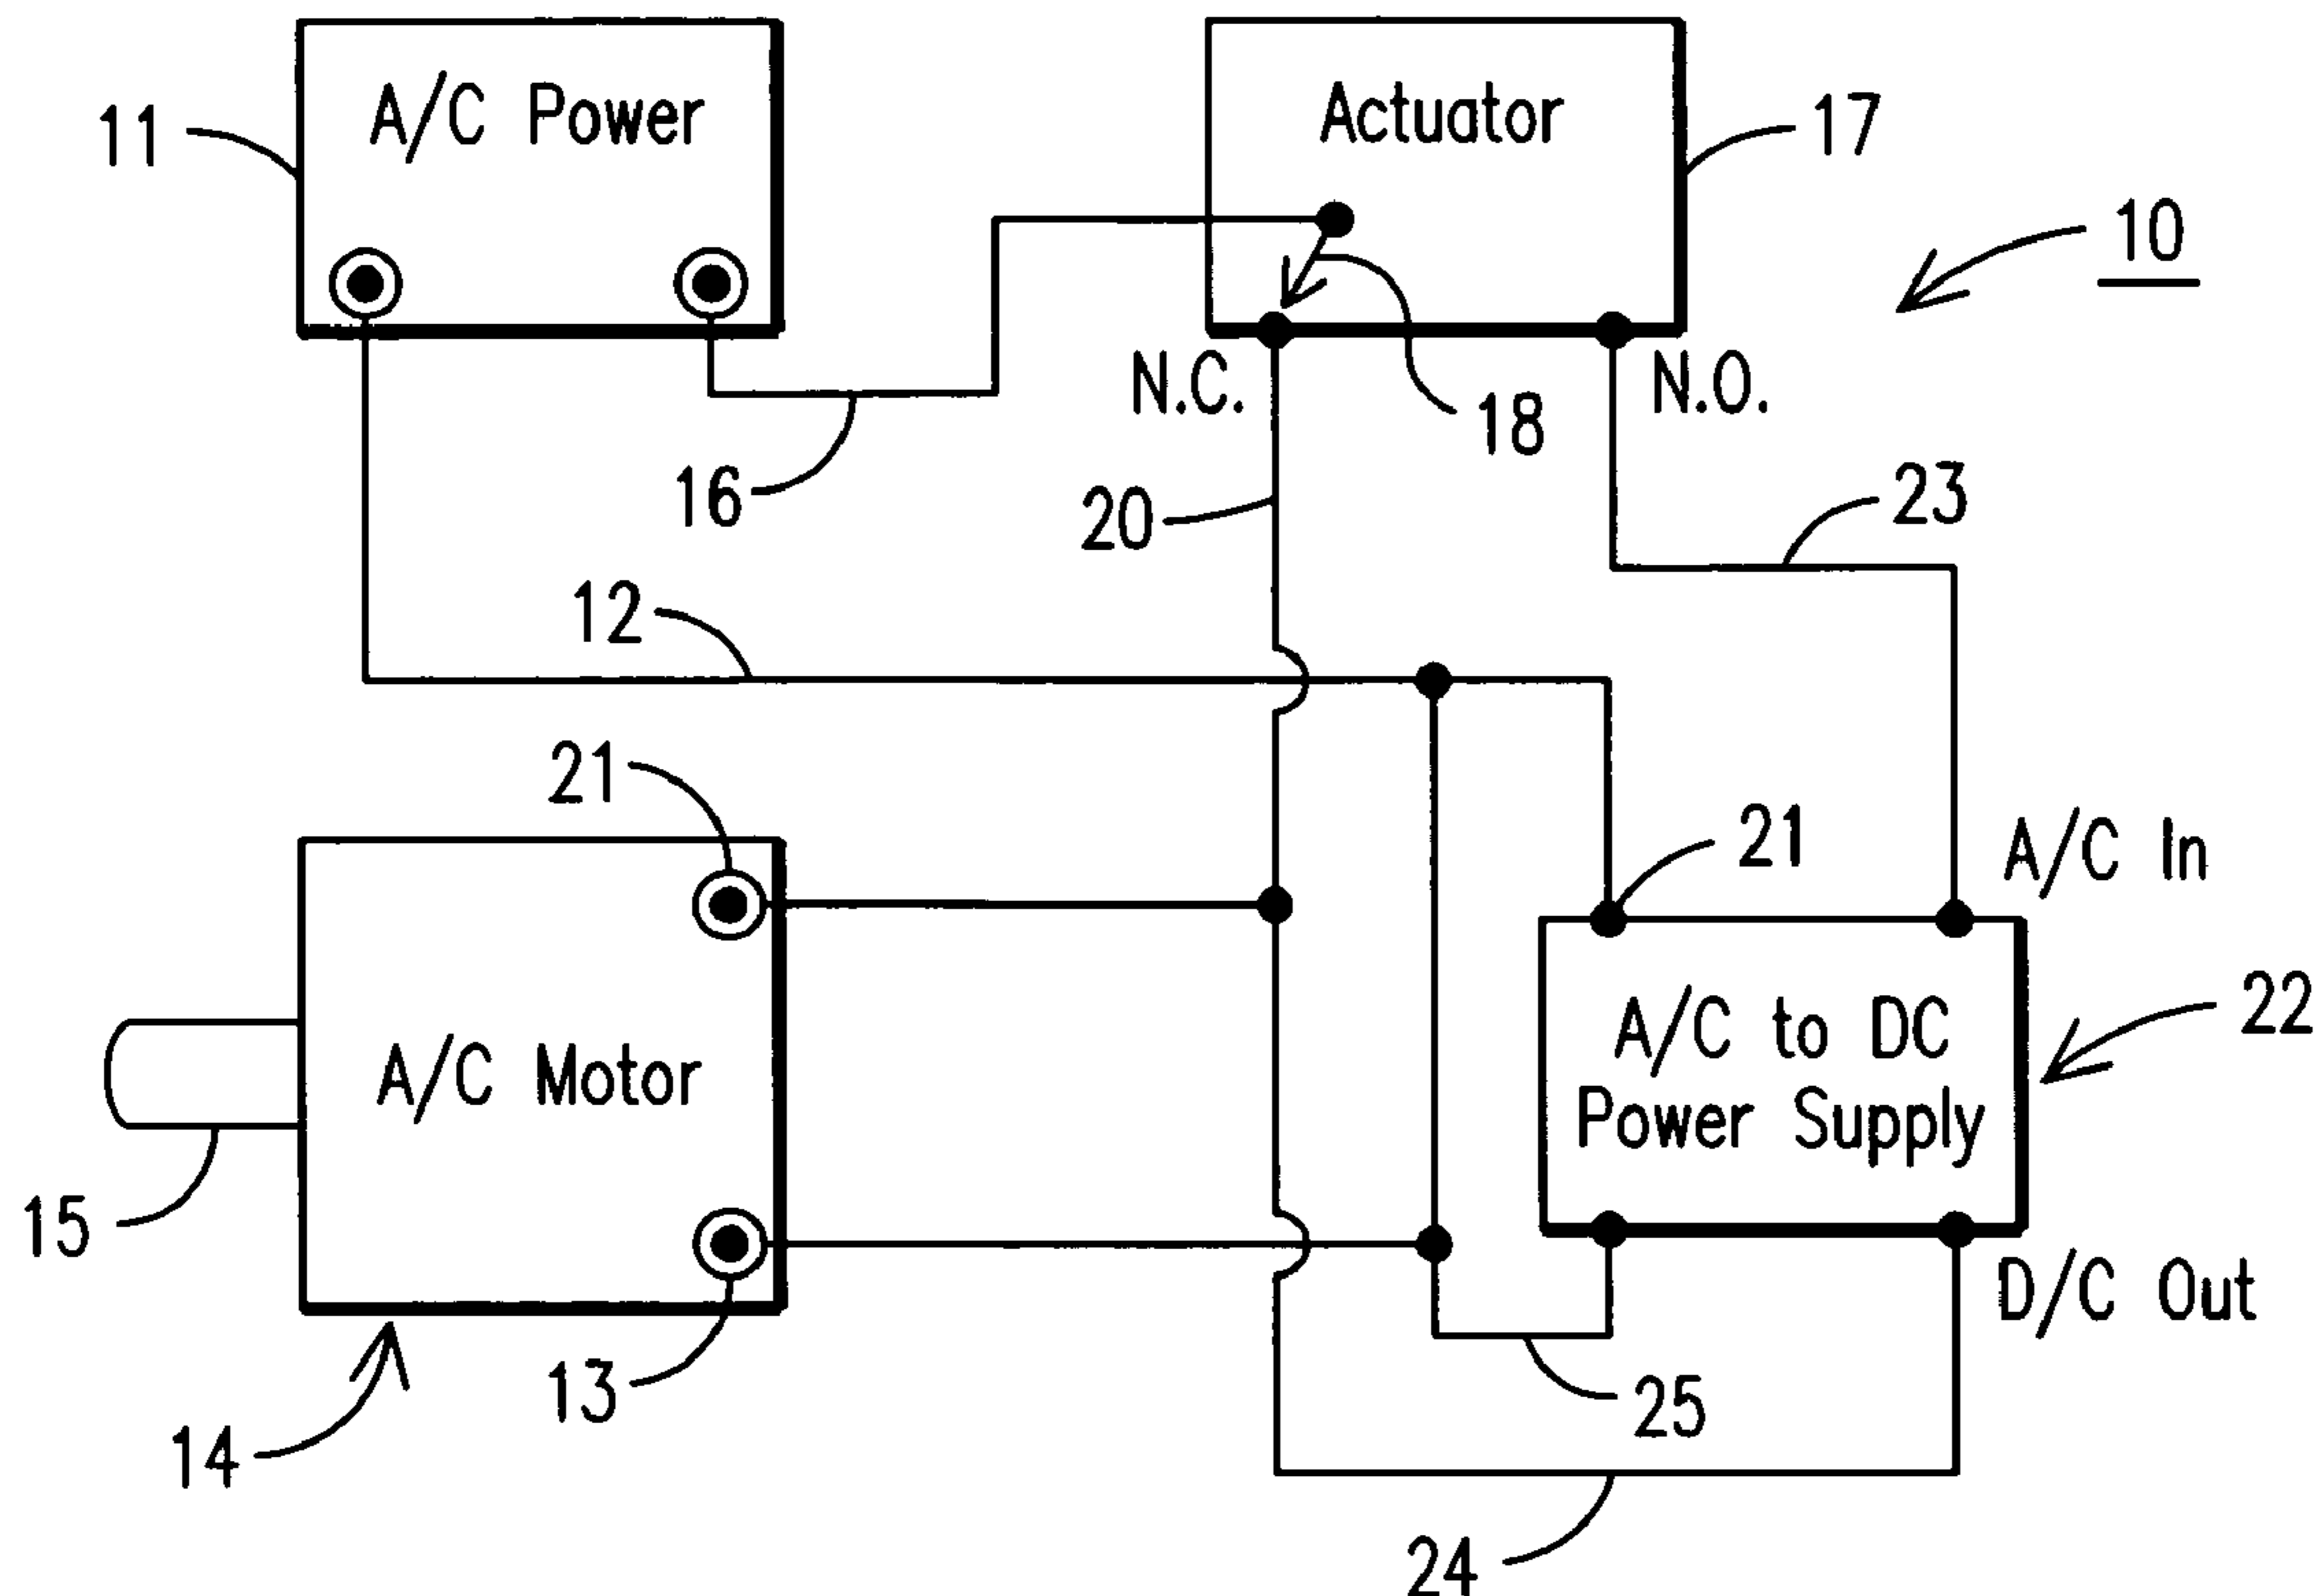 A/C Power
Actuator
11
17
10
N.C.
N.O.
18
16
20
23
12
21
21
A/C In
A/C to DC
Power Supply
22
A/C Motor
15
D/C Out
13
25
14
24